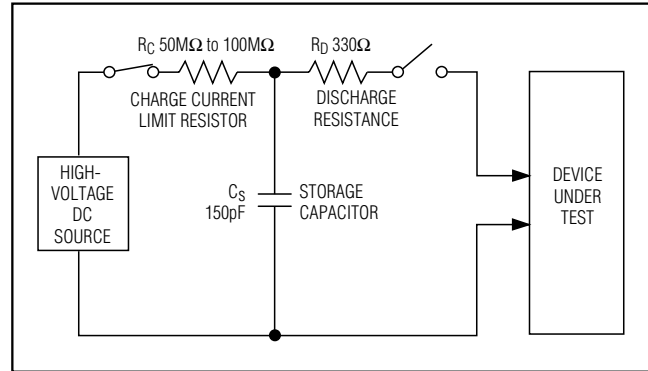 RC 50MΩ to 100MΩ
RD 330Ω
CHARGE CURRENT
LIMIT RESISTOR
DISCHARGE
RESISTANCE
HIGH-
VOLTAGE
DC
SOURCE
CS
150pF
STORAGE
CAPACITOR
DEVICE
UNDER
TEST